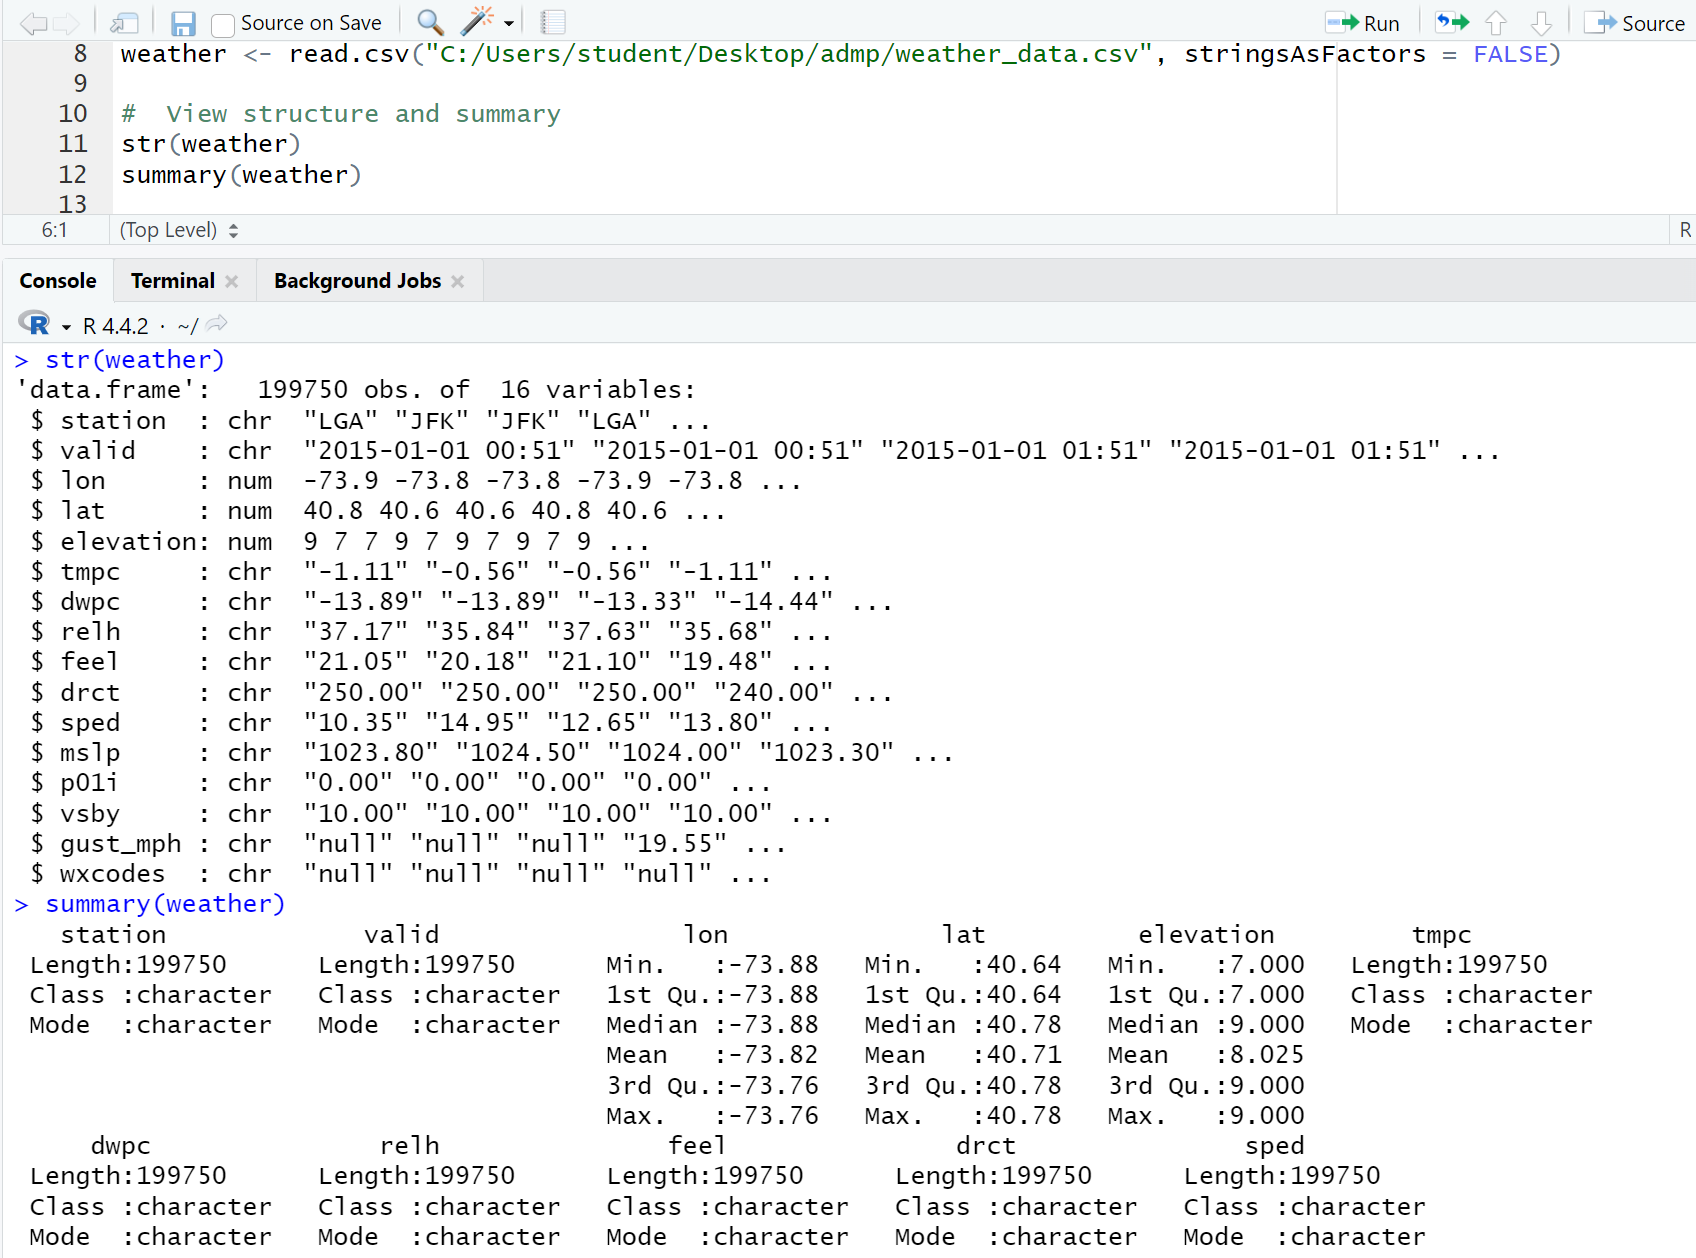 Source on Save Run Source
8 weather <- read.csv("C:/Users/student/Desktop/admp/weather_data.csv", stringsAsFactors = FALSE)
9
10 #  View structure and summary
11 str(weather)
12 summary(weather)
13
6:1 (Top Level) R
Console Terminal Background Jobs
R R 4.4.2 · ~/
> str(weather)
'data.frame':   199750 obs. of  16 variables:
 $ station  : chr  "LGA" "JFK" "JFK" "LGA" ...
 $ valid    : chr  "2015-01-01 00:51" "2015-01-01 00:51" "2015-01-01 01:51" "2015-01-01 01:51" ...
 $ lon      : num  -73.9 -73.8 -73.8 -73.9 -73.8 ...
 $ lat      : num  40.8 40.6 40.6 40.8 40.6 ...
 $ elevation: num  9 7 7 9 7 9 7 9 7 9 ...
 $ tmpc     : chr  "-1.11" "-0.56" "-0.56" "-1.11" ...
 $ dwpc     : chr  "-13.89" "-13.89" "-13.33" "-14.44" ...
 $ relh     : chr  "37.17" "35.84" "37.63" "35.68" ...
 $ feel     : chr  "21.05" "20.18" "21.10" "19.48" ...
 $ drct     : chr  "250.00" "250.00" "250.00" "240.00" ...
 $ sped     : chr  "10.35" "14.95" "12.65" "13.80" ...
 $ mslp     : chr  "1023.80" "1024.50" "1024.00" "1023.30" ...
 $ p01i     : chr  "0.00" "0.00" "0.00" "0.00" ...
 $ vsby     : chr  "10.00" "10.00" "10.00" "10.00" ...
 $ gust_mph : chr  "null" "null" "null" "19.55" ...
 $ wxcodes  : chr  "null" "null" "null" "null" ...
> summary(weather)
   station             valid                lon              lat          elevation         tmpc
 Length:199750      Length:199750      Min.   :-73.88   Min.   :40.64   Min.   :7.000   Length:199750
 Class :character   Class :character   1st Qu.:-73.88   1st Qu.:40.64   1st Qu.:7.000   Class :character
 Mode  :character   Mode  :character   Median :-73.88   Median :40.78   Median :9.000   Mode  :character
                                       Mean   :-73.82   Mean   :40.71   Mean   :8.025
                                       3rd Qu.:-73.76   3rd Qu.:40.78   3rd Qu.:9.000
                                       Max.   :-73.76   Max.   :40.78   Max.   :9.000
     dwpc               relh               feel               drct               sped
 Length:199750      Length:199750      Length:199750      Length:199750      Length:199750
 Class :character   Class :character   Class :character   Class :character   Class :character
 Mode  :character   Mode  :character   Mode  :character   Mode  :character   Mode  :character